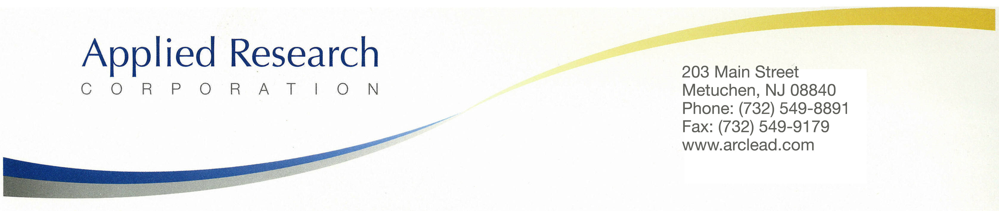 Applied Research
CORPORATION
203 Main Street
Metuchen, NJ 08840
Phone: (732) 549-8891
Fax: (732) 549-9179
www.arclead.com